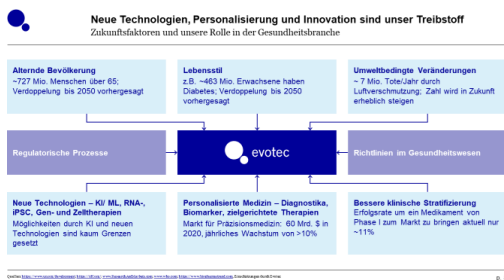 Neue Technologien, Personalisierung und Innovation sind unser Treibstoff
Zukunftsfaktoren und unsere Rolle in der Gesundheitsbranche
Alternde Bevölkerung
~727 Mio. Menschen über 65;
Verdoppelung bis 2050 vorhergesagt
Lebensstil
z.B. ~463 Mio. Erwachsene haben
Diabetes; Verdoppelung bis 2050
vorhergesagt
Umweltbedingte Veränderungen
~ 7 Mio. Tote/Jahr durch
Luftverschmutzung; Zahl wird in Zukunft
erheblich steigen
Regulatorische Prozesse
evotec
Richtlinien im Gesundheitswesen
Neue Technologien – KI/ ML, RNA-,
iPSC, Gen- und Zelltherapien
Möglichkeiten durch KI und neuen
Technologien sind kaum Grenzen
gesetzt
Personalisierte Medizin – Diagnostika,
Biomarker, zielgerichtete Therapien
Markt für Präzisionsmedizin: 60 Mrd. $ in
2020, jährliches Wachstum von >10%
Bessere klinische Stratifizierung
Erfolgsrate um ein Medikament von
Phase I zum Markt zu bringen aktuell nur
~11%